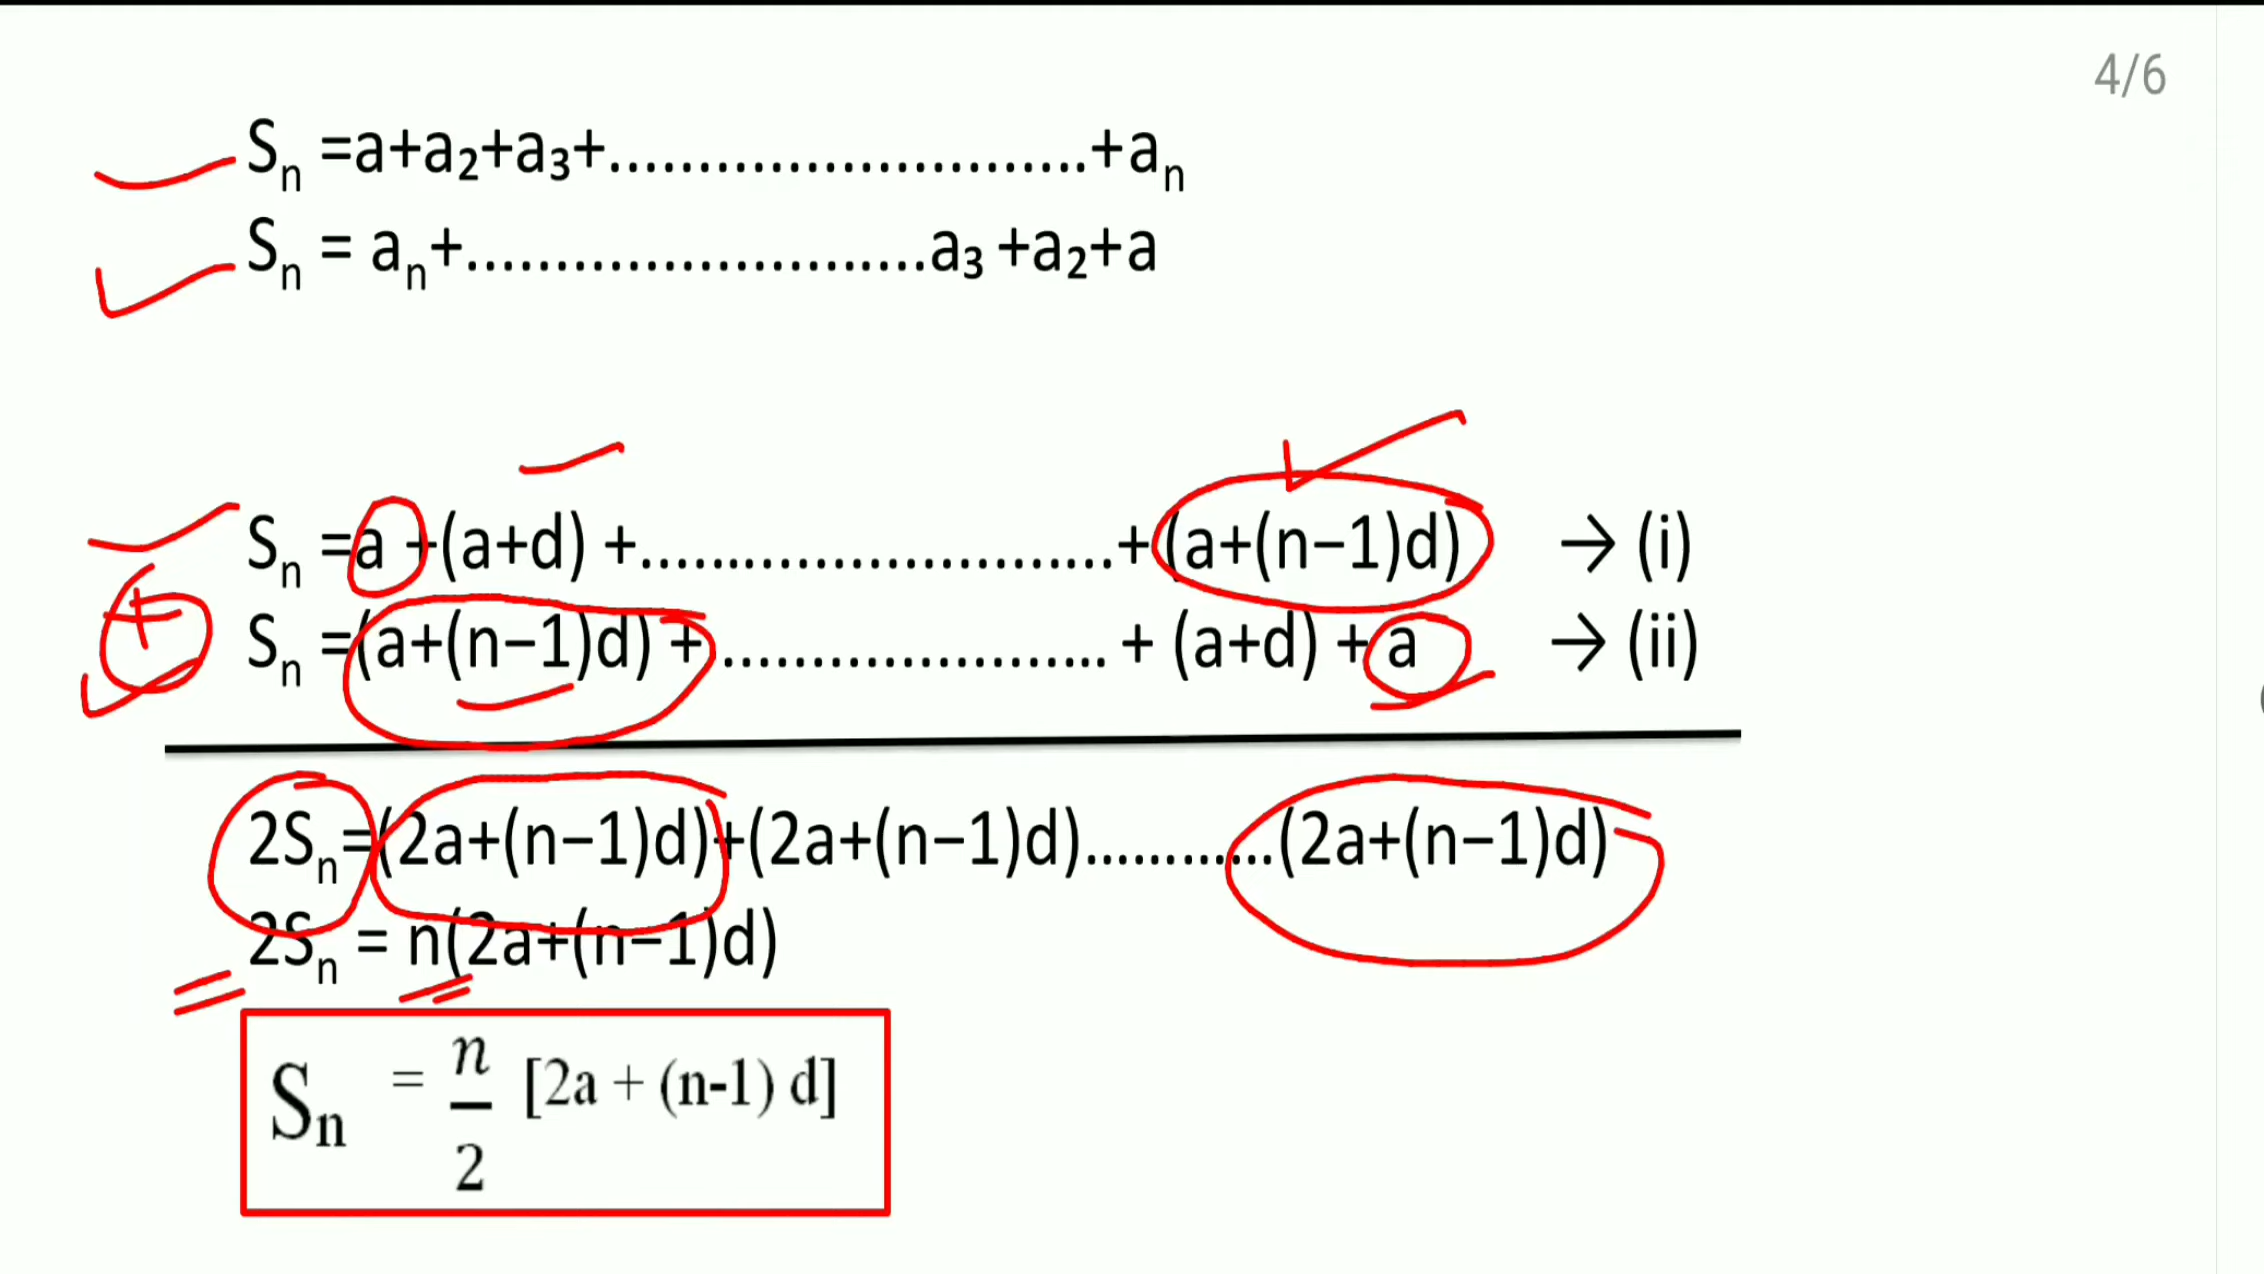 4/6
Sₙ =a+a₂+a₃+...........................+aₙ
Sₙ = aₙ+..........................a₃ +a₂+a
Sₙ =a +(a+d) +...........................+(a+(n−1)d) → (i)
+
Sₙ =(a+(n−1)d) +...................... + (a+d) +a → (ii)
2Sₙ=(2a+(n−1)d)+(2a+(n−1)d)............(2a+(n−1)d)
2Sₙ = n(2a+(n−1)d)
Sₙ = n/2 [2a + (n-1) d]